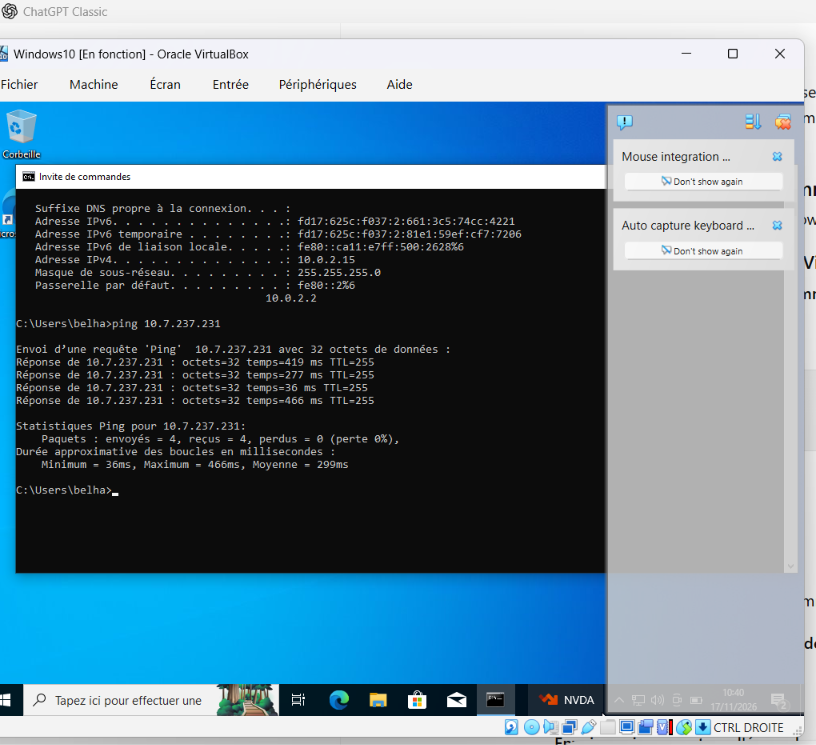 ChatGPT Classic
Windows10 [En fonction] - Oracle VirtualBox
Fichier Machine Écran Entrée Périphériques Aide
Corbeille
Invite de commandes
Suffixe DNS propre à la connexion. . . :
Adresse IPv6. . . . . . . . . . . . . .: fd17:625c:f037:2:661:3c5:74cc:4221
Adresse IPv6 temporaire . . . . . . . .: fd17:625c:f037:2:81e1:59ef:cf7:7206
Adresse IPv6 de liaison locale. . . . .: fe80::ca11:e7ff:500:2628%6
Adresse IPv4. . . . . . . . . . . . . .: 10.0.2.15
Masque de sous-réseau. . . . . . . . . : 255.255.255.0
Passerelle par défaut. . . . . . . . . : fe80::2%6
10.0.2.2
C:\Users\belha>ping 10.7.237.231
Envoi d’une requête 'Ping'  10.7.237.231 avec 32 octets de données :
Réponse de 10.7.237.231 : octets=32 temps=419 ms TTL=255
Réponse de 10.7.237.231 : octets=32 temps=277 ms TTL=255
Réponse de 10.7.237.231 : octets=32 temps=36 ms TTL=255
Réponse de 10.7.237.231 : octets=32 temps=466 ms TTL=255
Statistiques Ping pour 10.7.237.231:
Paquets : envoyés = 4, reçus = 4, perdus = 0 (perte 0%),
Durée approximative des boucles en millisecondes :
Minimum = 36ms, Maximum = 466ms, Moyenne = 299ms
C:\Users\belha>
Mouse integration ...
Don't show again
Auto capture keyboard ...
Don't show again
Tapez ici pour effectuer une
NVDA
10:40
17/11/2026
CTRL DROITE